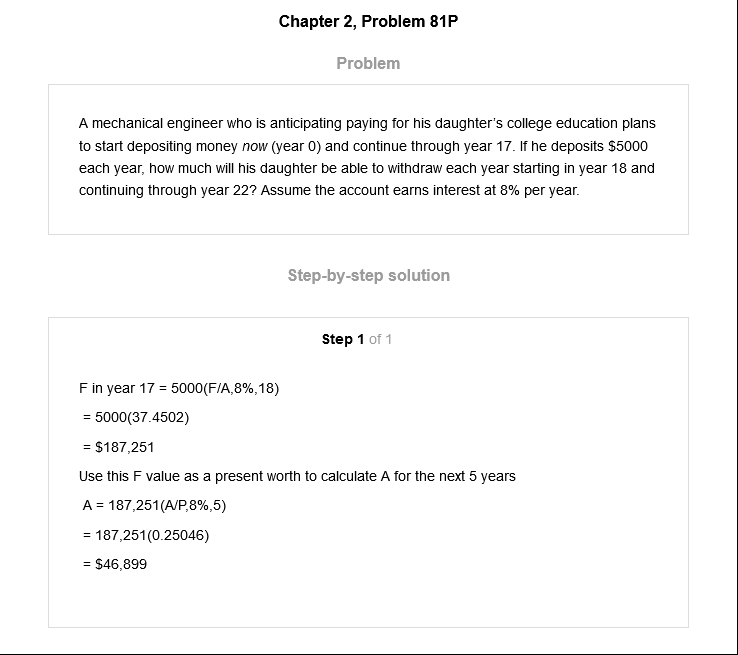 Chapter 2, Problem 81P
Problem
A mechanical engineer who is anticipating paying for his daughter's college education plans
to start depositing money now (year 0) and continue through year 17. If he deposits $5000
each year, how much will his daughter be able to withdraw each year starting in year 18 and
continuing through year 22? Assume the account earns interest at 8% per year.
Step-by-step solution
Step 1 of 1
F in year 17 = 5000(F/A,8%,18)
= 5000(37.4502)
= $187,251
Use this F value as a present worth to calculate A for the next 5 years
A = 187,251(A/P,8%,5)
= 187,251(0.25046)
= $46,899